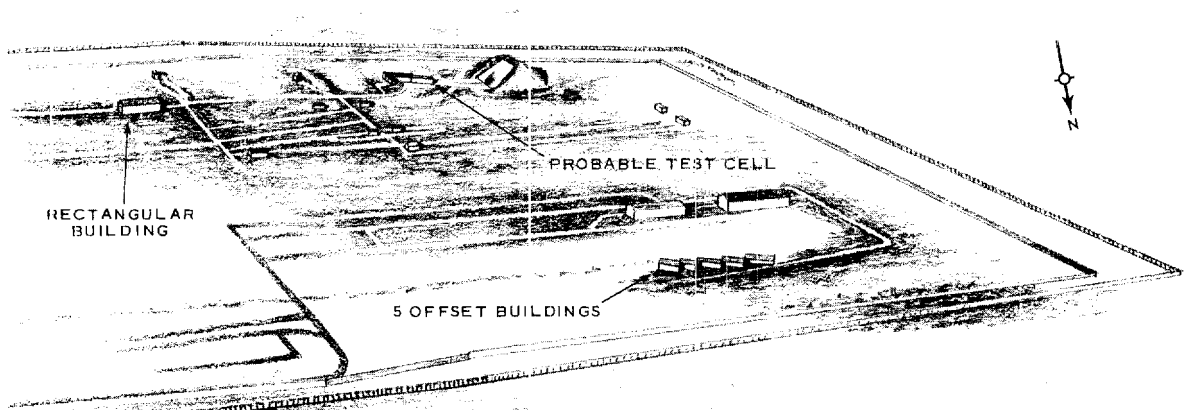 N
PROBABLE TEST CELL
RECTANGULAR
BUILDING
5 OFFSET BUILDINGS